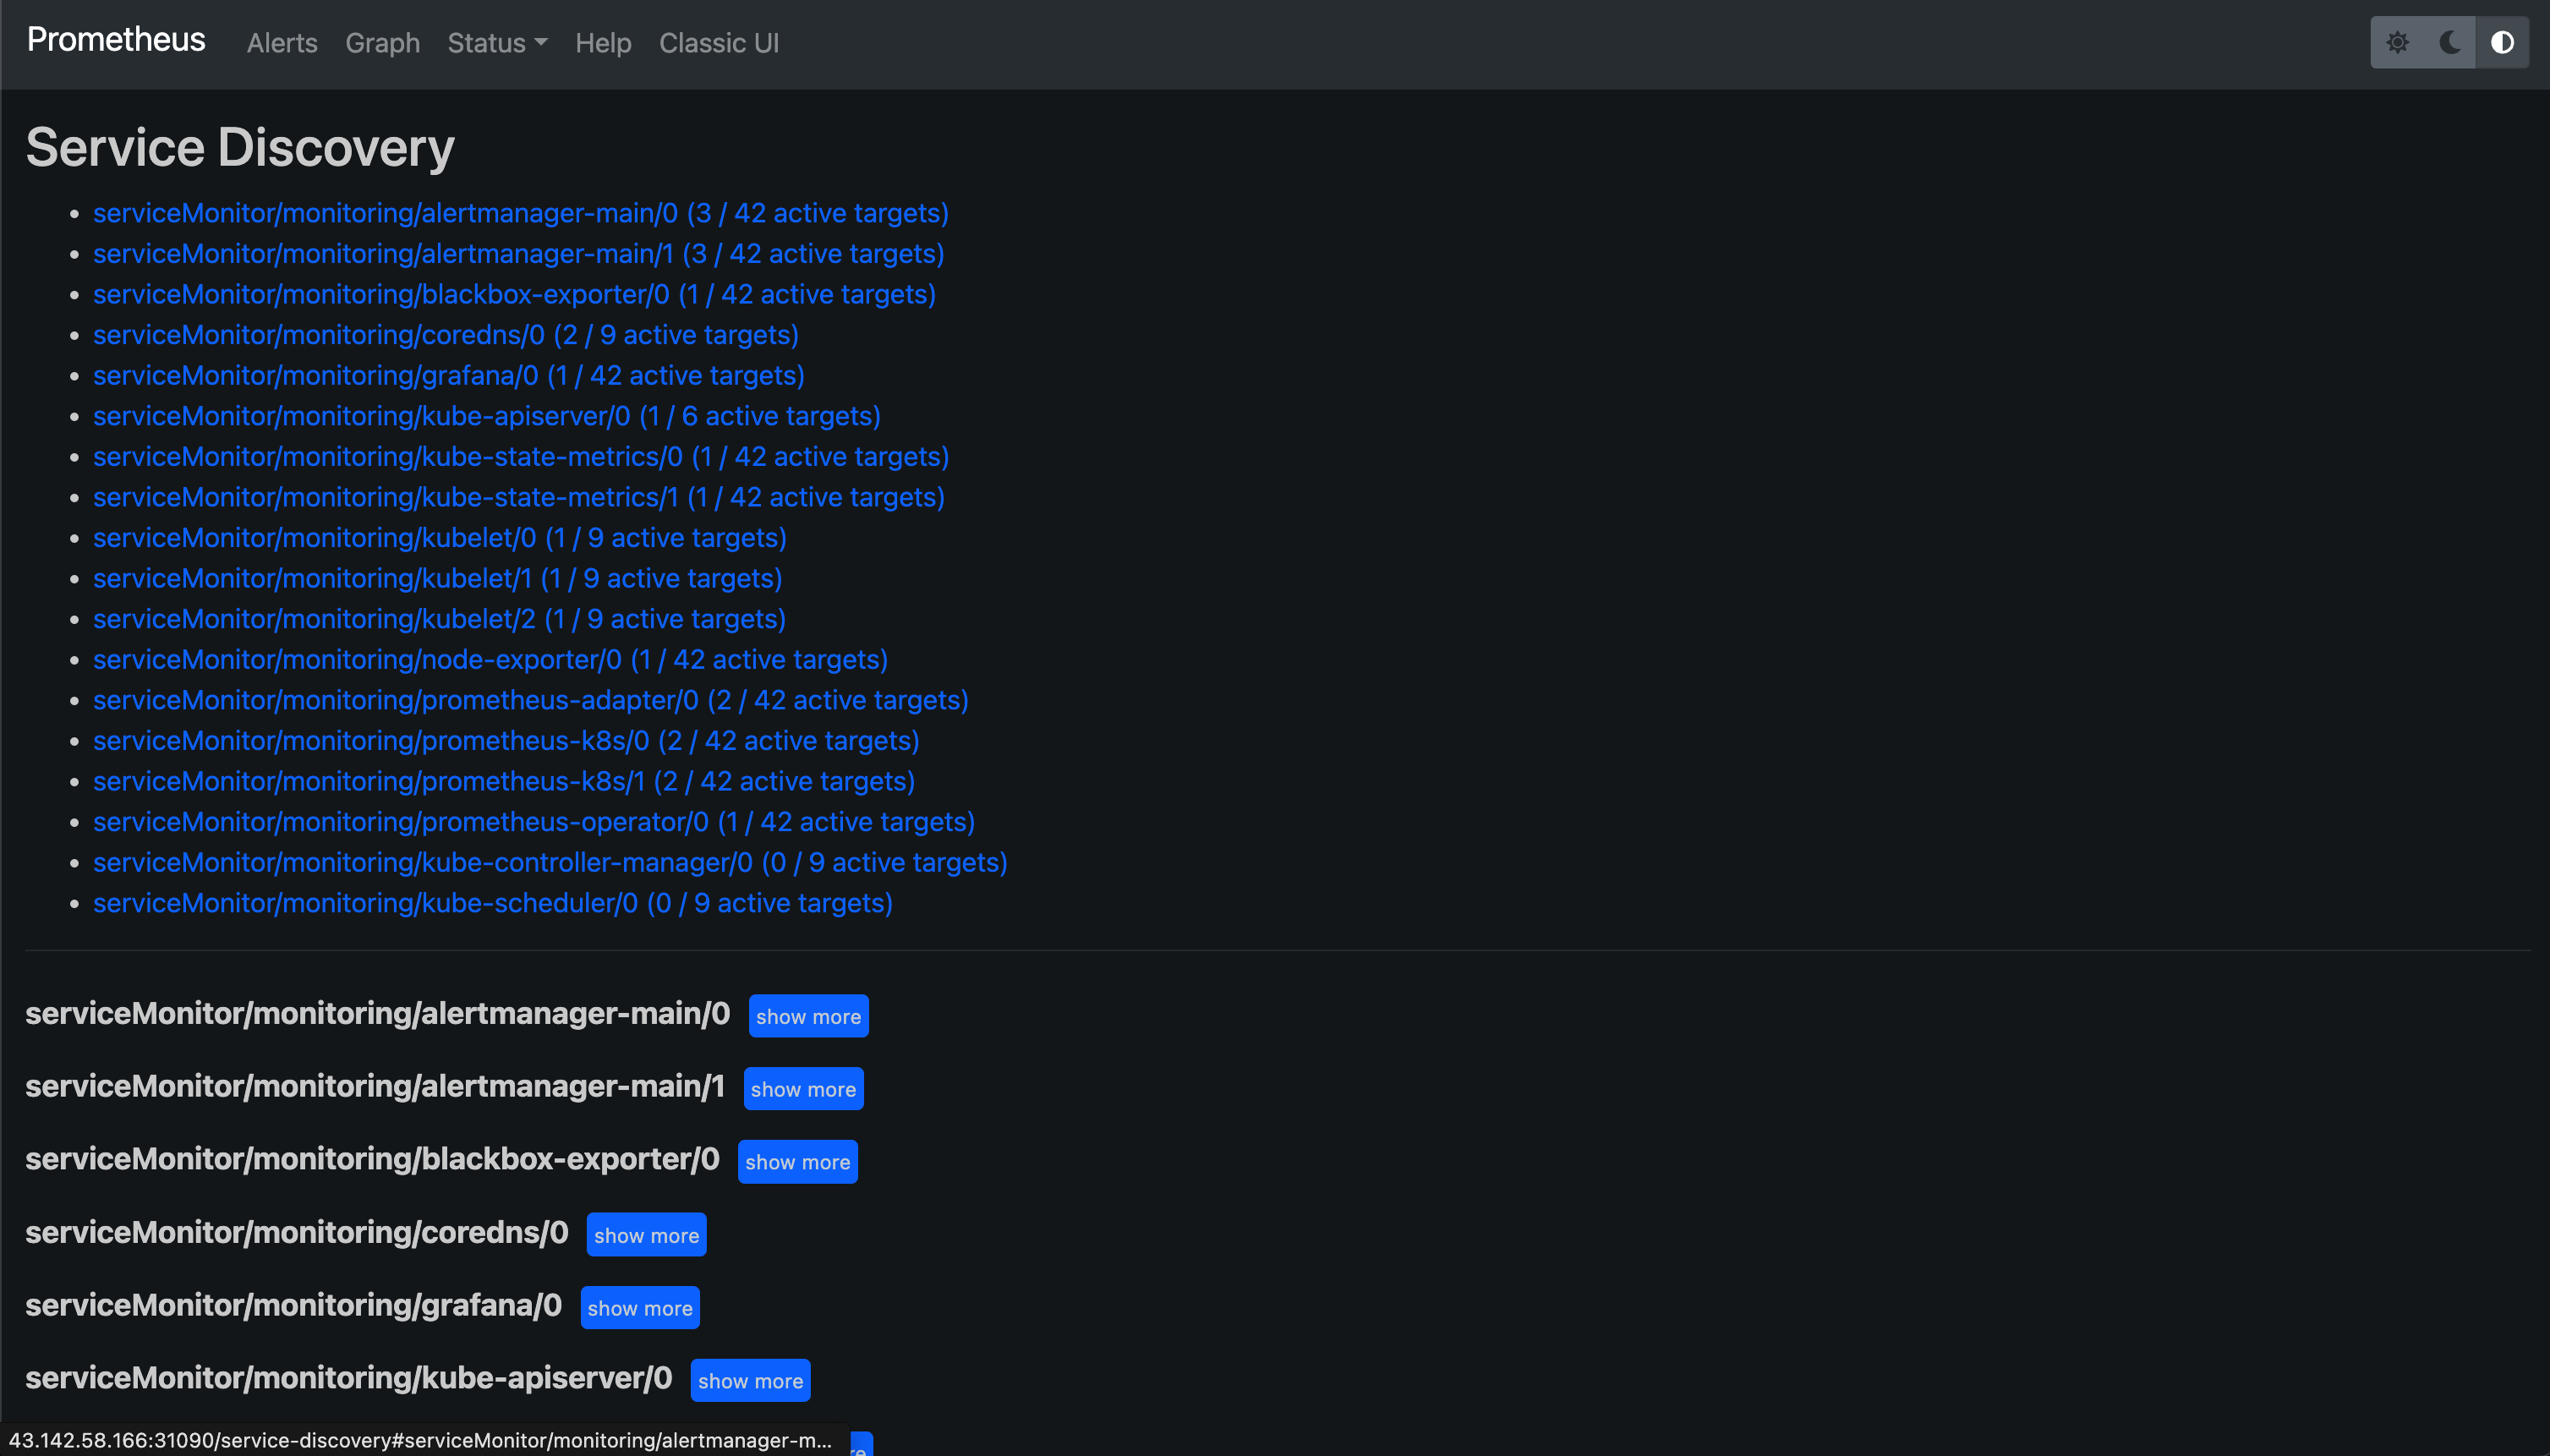 Prometheus Alerts Graph Status Help Classic UI
Service Discovery
serviceMonitor/monitoring/alertmanager-main/0 (3 / 42 active targets)
serviceMonitor/monitoring/alertmanager-main/1 (3 / 42 active targets)
serviceMonitor/monitoring/blackbox-exporter/0 (1 / 42 active targets)
serviceMonitor/monitoring/coredns/0 (2 / 9 active targets)
serviceMonitor/monitoring/grafana/0 (1 / 42 active targets)
serviceMonitor/monitoring/kube-apiserver/0 (1 / 6 active targets)
serviceMonitor/monitoring/kube-state-metrics/0 (1 / 42 active targets)
serviceMonitor/monitoring/kube-state-metrics/1 (1 / 42 active targets)
serviceMonitor/monitoring/kubelet/0 (1 / 9 active targets)
serviceMonitor/monitoring/kubelet/1 (1 / 9 active targets)
serviceMonitor/monitoring/kubelet/2 (1 / 9 active targets)
serviceMonitor/monitoring/node-exporter/0 (1 / 42 active targets)
serviceMonitor/monitoring/prometheus-adapter/0 (2 / 42 active targets)
serviceMonitor/monitoring/prometheus-k8s/0 (2 / 42 active targets)
serviceMonitor/monitoring/prometheus-k8s/1 (2 / 42 active targets)
serviceMonitor/monitoring/prometheus-operator/0 (1 / 42 active targets)
serviceMonitor/monitoring/kube-controller-manager/0 (0 / 9 active targets)
serviceMonitor/monitoring/kube-scheduler/0 (0 / 9 active targets)
serviceMonitor/monitoring/alertmanager-main/0 show more
serviceMonitor/monitoring/alertmanager-main/1 show more
serviceMonitor/monitoring/blackbox-exporter/0 show more
serviceMonitor/monitoring/coredns/0 show more
serviceMonitor/monitoring/grafana/0 show more
serviceMonitor/monitoring/kube-apiserver/0 show more
43.142.58.166:31090/service-discovery#serviceMonitor/monitoring/alertmanager-m...